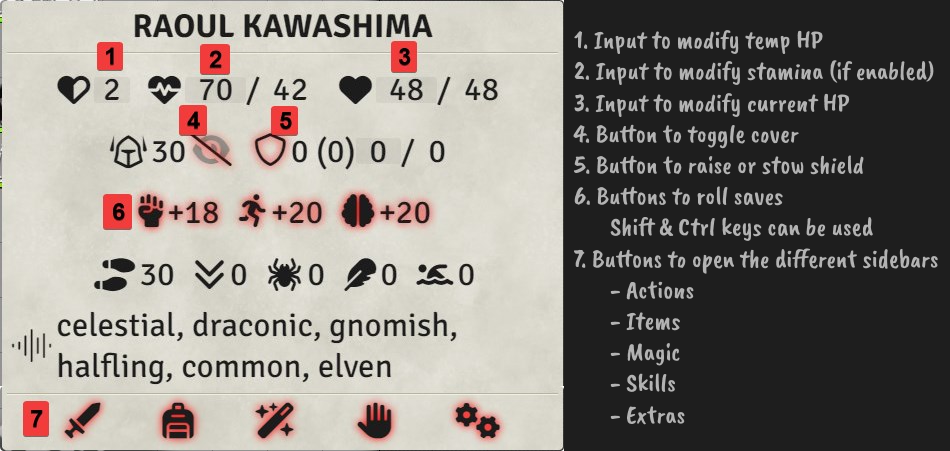 RAOUL KAWASHIMA
1 2 3
2 70 / 42 48 / 48
4 5
30 0 (0) 0 / 0
6 +18 +20 +20
30 0 0 0 0
celestial, draconic, gnomish,
halfling, common, elven
7
1. Input to modify temp HP
2. Input to modify stamina (if enabled)
3. Input to modify current HP
4. Button to toggle cover
5. Button to raise or stow shield
6. Buttons to roll saves
Shift & Ctrl keys can be used
7. Buttons to open the different sidebars
- Actions
- Items
- Magic
- Skills
- Extras